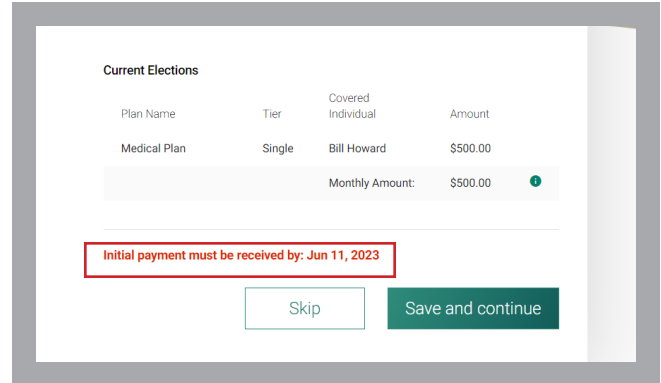 Current Elections
Plan Name Tier Covered Individual Amount
Medical Plan Single Bill Howard $500.00
Monthly Amount: $500.00
Initial payment must be received by: Jun 11, 2023
Skip Save and continue